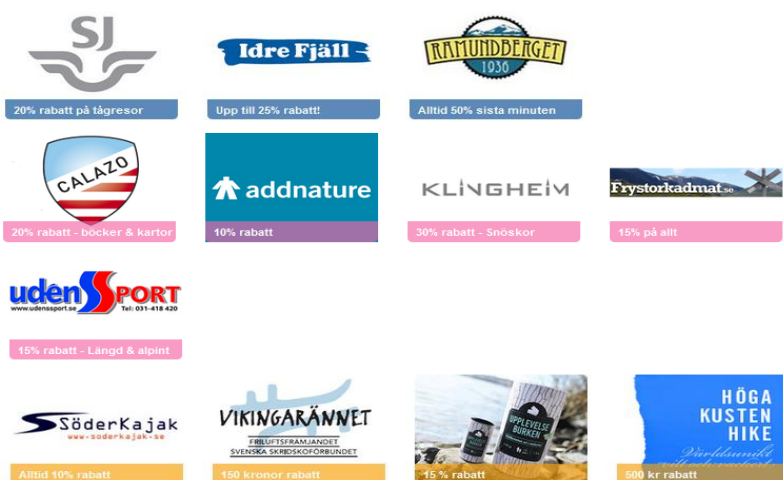 SJ
20% rabatt på tågresor
Idre Fjäll
Upp till 25% rabatt!
RAMUNDBERGET
1936
Alltid 50% sista minuten
CALAZO
20% rabatt - böcker & kartor
addnature
10% rabatt
KLINGHEIM
30% rabatt - Snöskor
Frystorkadmat.se
15% på allt
udenSSPORT
www.udenssport.se Tel: 031-418 420
15% rabatt - Längd & alpint
SöderKajak
www.soderkajak.se
Alltid 10% rabatt
VIKINGARÄNNET
FRILUFTSFRÄMJANDET
SVENSKA SKRIDSKOFÖRBUNDET
150 kronor rabatt
UPPLEVELSE
BURKEN
15 % rabatt
HÖGA
KUSTEN
HIKE
Världsunikt
500 kr rabatt